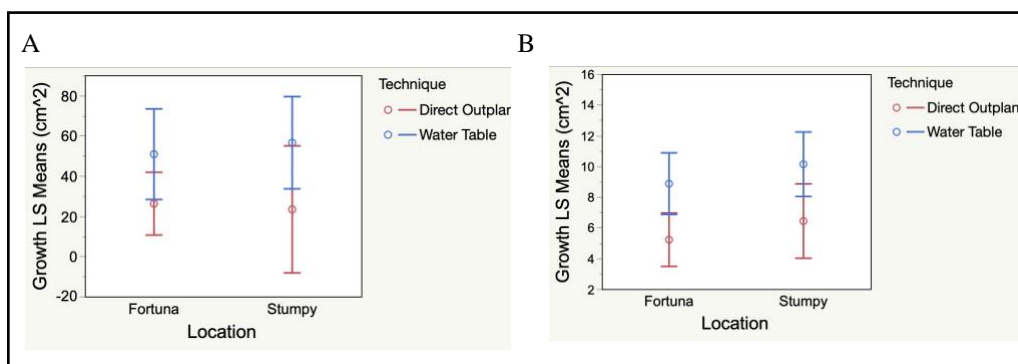 A
Growth LS Means (cm^2)
80
60
40
20
0
-20
Fortuna Stumpy
Location
Technique
Direct Outplan
Water Table
B
Growth LS Means (cm^2)
16
14
12
10
8
6
4
2
Fortuna Stumpy
Location
Technique
Direct Outplan
Water Table